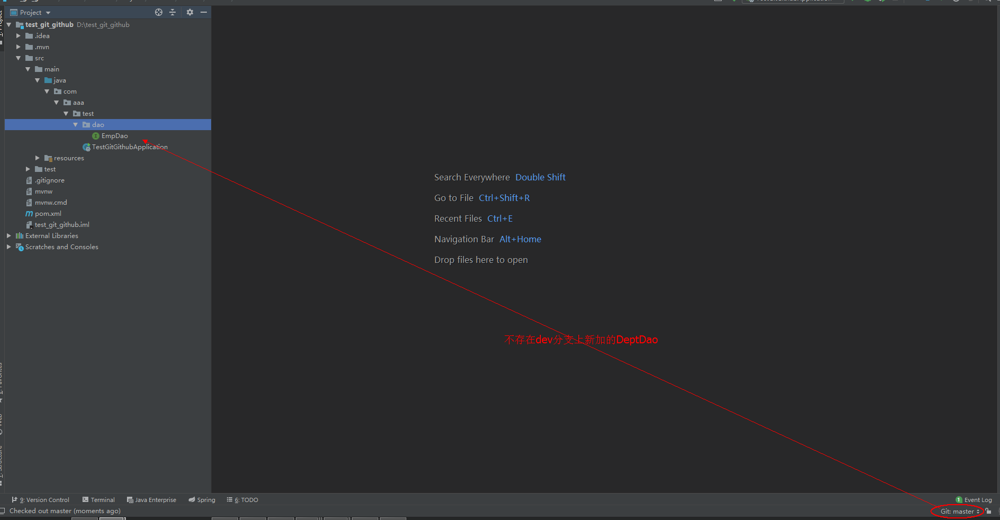 Project
test_git_github D:\test_git_github
.idea
.mvn
src
main
java
com
aaa
test
dao
EmpDao
TestGitGithubApplication
resources
test
.gitignore
mvnw
mvnw.cmd
pom.xml
test_git_github.iml
External Libraries
Scratches and Consoles
Search Everywhere Double Shift
Go to File Ctrl+Shift+R
Recent Files Ctrl+E
Navigation Bar Alt+Home
Drop files here to open
不存在dev分支上新加的DeptDao
9: Version Control Terminal Java Enterprise Spring 6: TODO
1 Event Log
Checked out master (moments ago)
Git: master